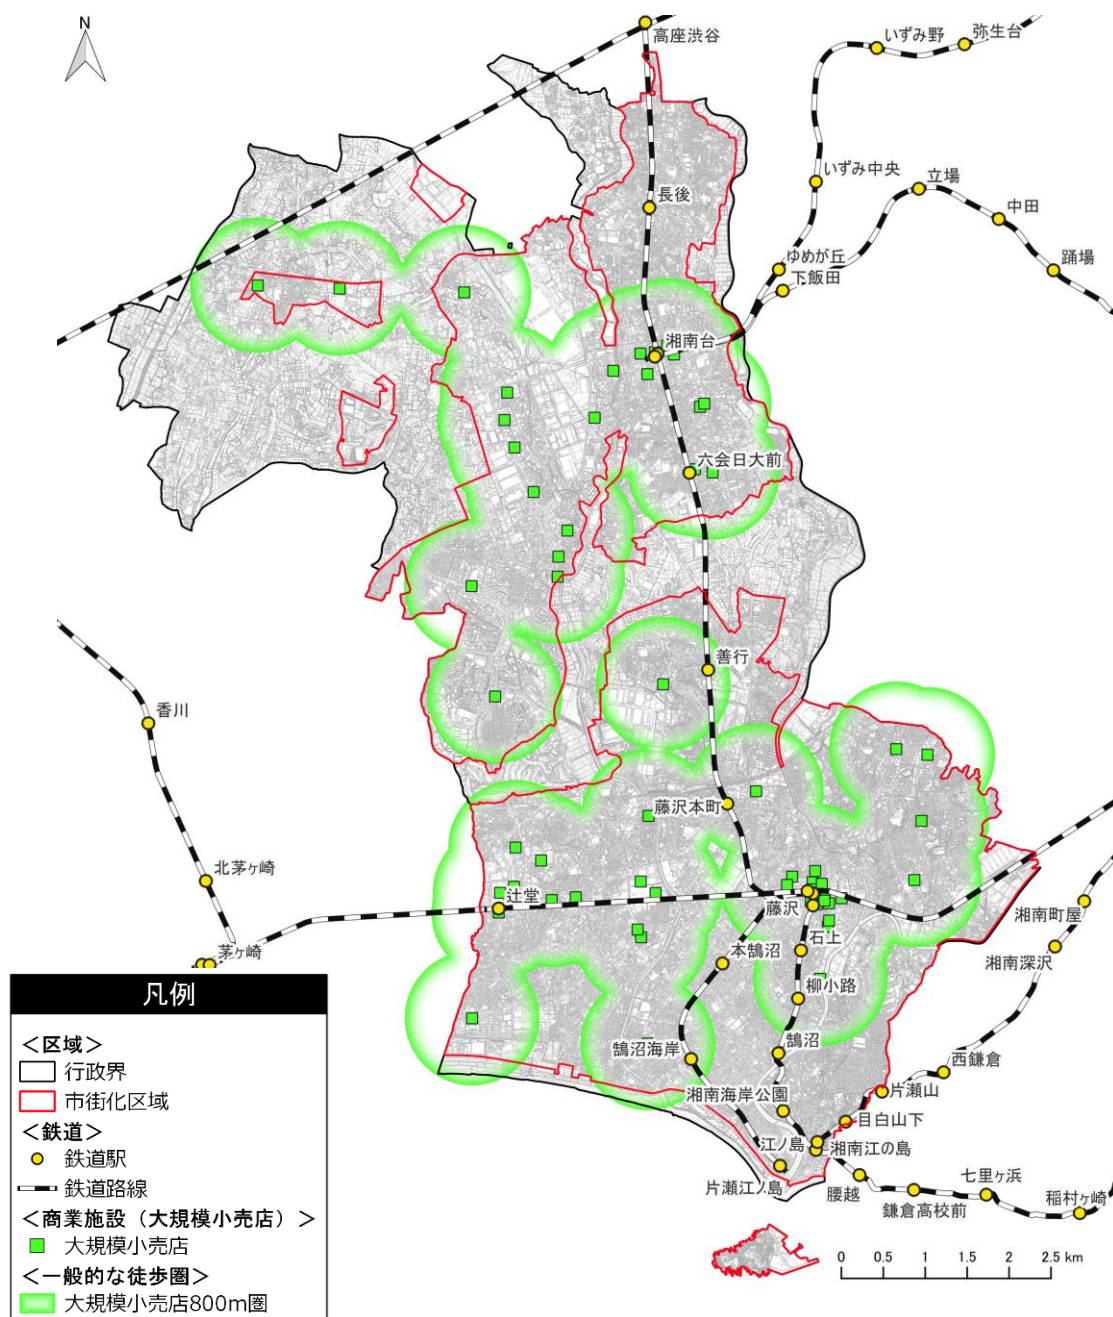 N
高座渋谷
いずみ野
弥生台
長後
いずみ中央
立場
中田
ゆめが丘
下飯田
踊場
湘南台
六会日大前
善行
香川
藤沢本町
北茅ヶ崎
辻堂
藤沢
湘南町屋
石上
本鵠沼
湘南深沢
茅ヶ崎
柳小路
鵠沼
鵠沼海岸
西鎌倉
湘南海岸公園
片瀬山
目白山下
江ノ島
湘南江の島
片瀬江ノ島
腰越
七里ヶ浜
鎌倉高校前
稲村ヶ崎
凡例
＜区域＞
行政界
市街化区域
＜鉄道＞
鉄道駅
鉄道路線
＜商業施設（大規模小売店）＞
大規模小売店
＜一般的な徒歩圏＞
大規模小売店800m圏
0 0.5 1 1.5 2 2.5 km